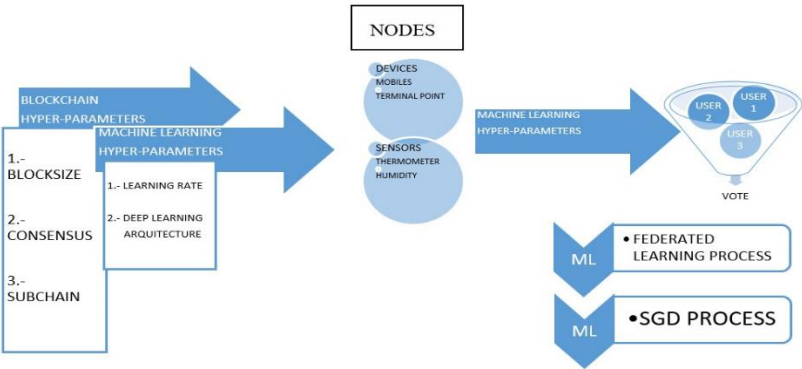 NODES
BLOCKCHAIN
HYPER-PARAMETERS
1.-
BLOCKSIZE
2.-
CONSENSUS
3.-
SUBCHAIN
MACHINE LEARNING
HYPER-PARAMETERS
1.- LEARNING RATE
2.- DEEP LEARNING
ARQUITECTURE
DEVICES
MOBILES
TERMINAL POINT
SENSORS
THERMOMETER
HUMIDITY
MACHINE LEARNING
HYPER-PARAMETERS
USER
1
USER
2
USER
3
VOTE
ML
• FEDERATED
LEARNING PROCESS
ML
•SGD PROCESS